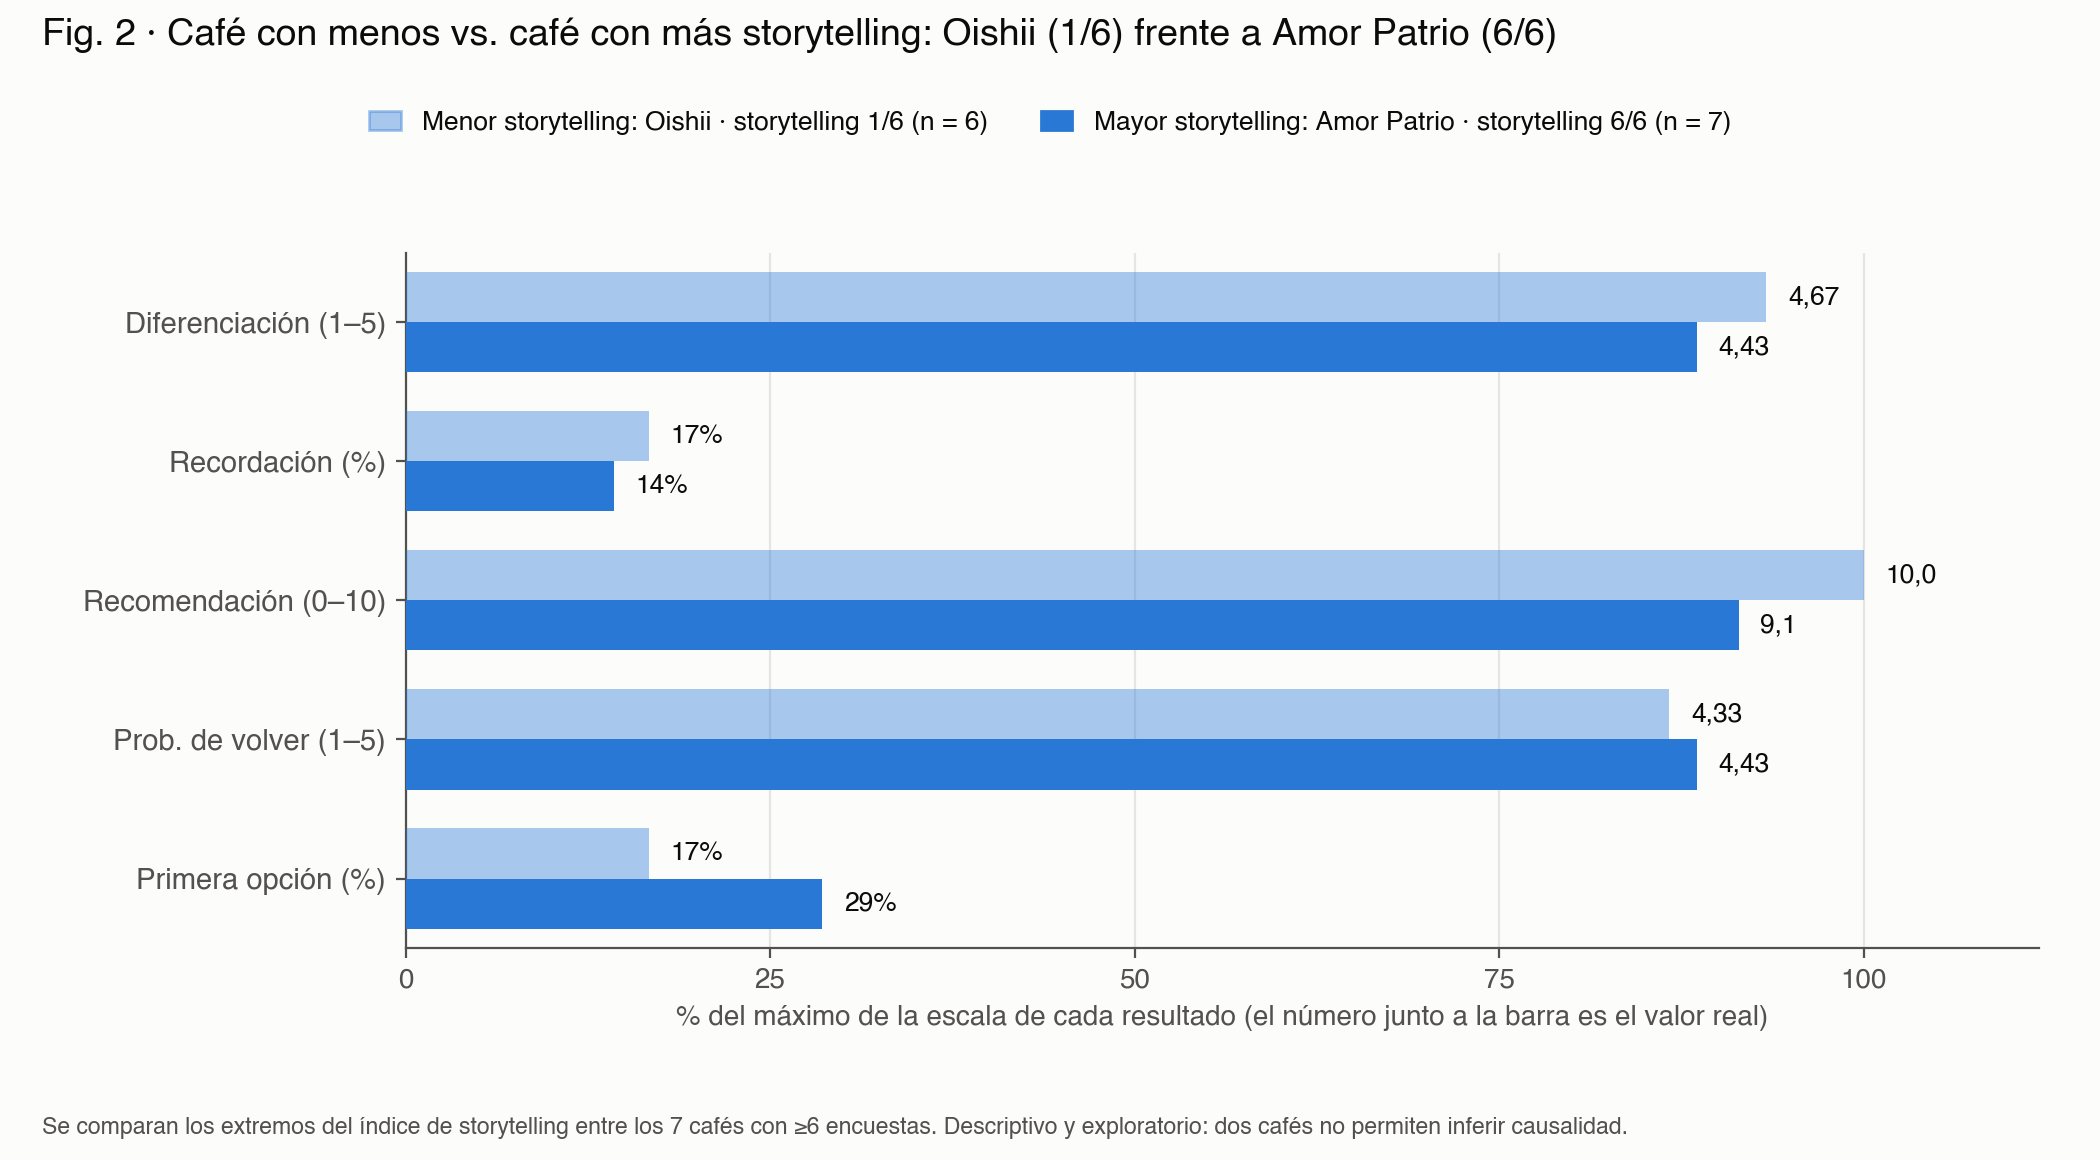 Fig. 2 · Café con menos vs. café con más storytelling: Oishii (1/6) frente a Amor Patrio (6/6)
Menor storytelling: Oishii · storytelling 1/6 (n = 6)
Mayor storytelling: Amor Patrio · storytelling 6/6 (n = 7)
Diferenciación (1–5)
4,67
4,43
Recordación (%)
17%
14%
Recomendación (0–10)
10,0
9,1
Prob. de volver (1–5)
4,33
4,43
Primera opción (%)
17%
29%
0 25 50 75 100
% del máximo de la escala de cada resultado (el número junto a la barra es el valor real)
Se comparan los extremos del índice de storytelling entre los 7 cafés con ≥6 encuestas. Descriptivo y exploratorio: dos cafés no permiten inferir causalidad.